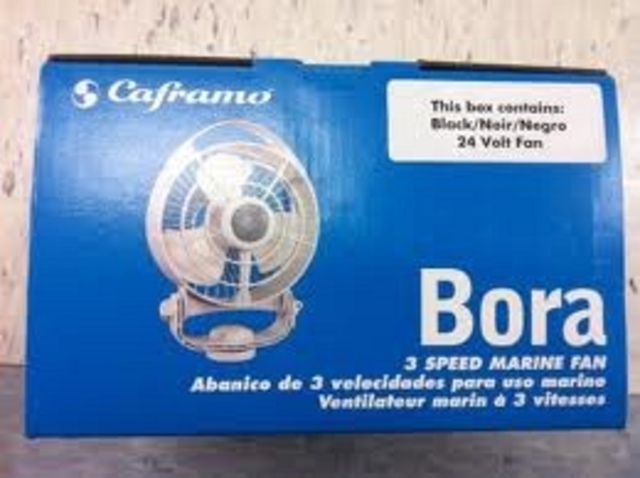 Caframo
This box contains:
Black/Noir/Negro
24 Volt Fan
Bora
3 SPEED MARINE FAN
Abanico de 3 velocidades para uso marino
Ventilateur marin à 3 vitesses